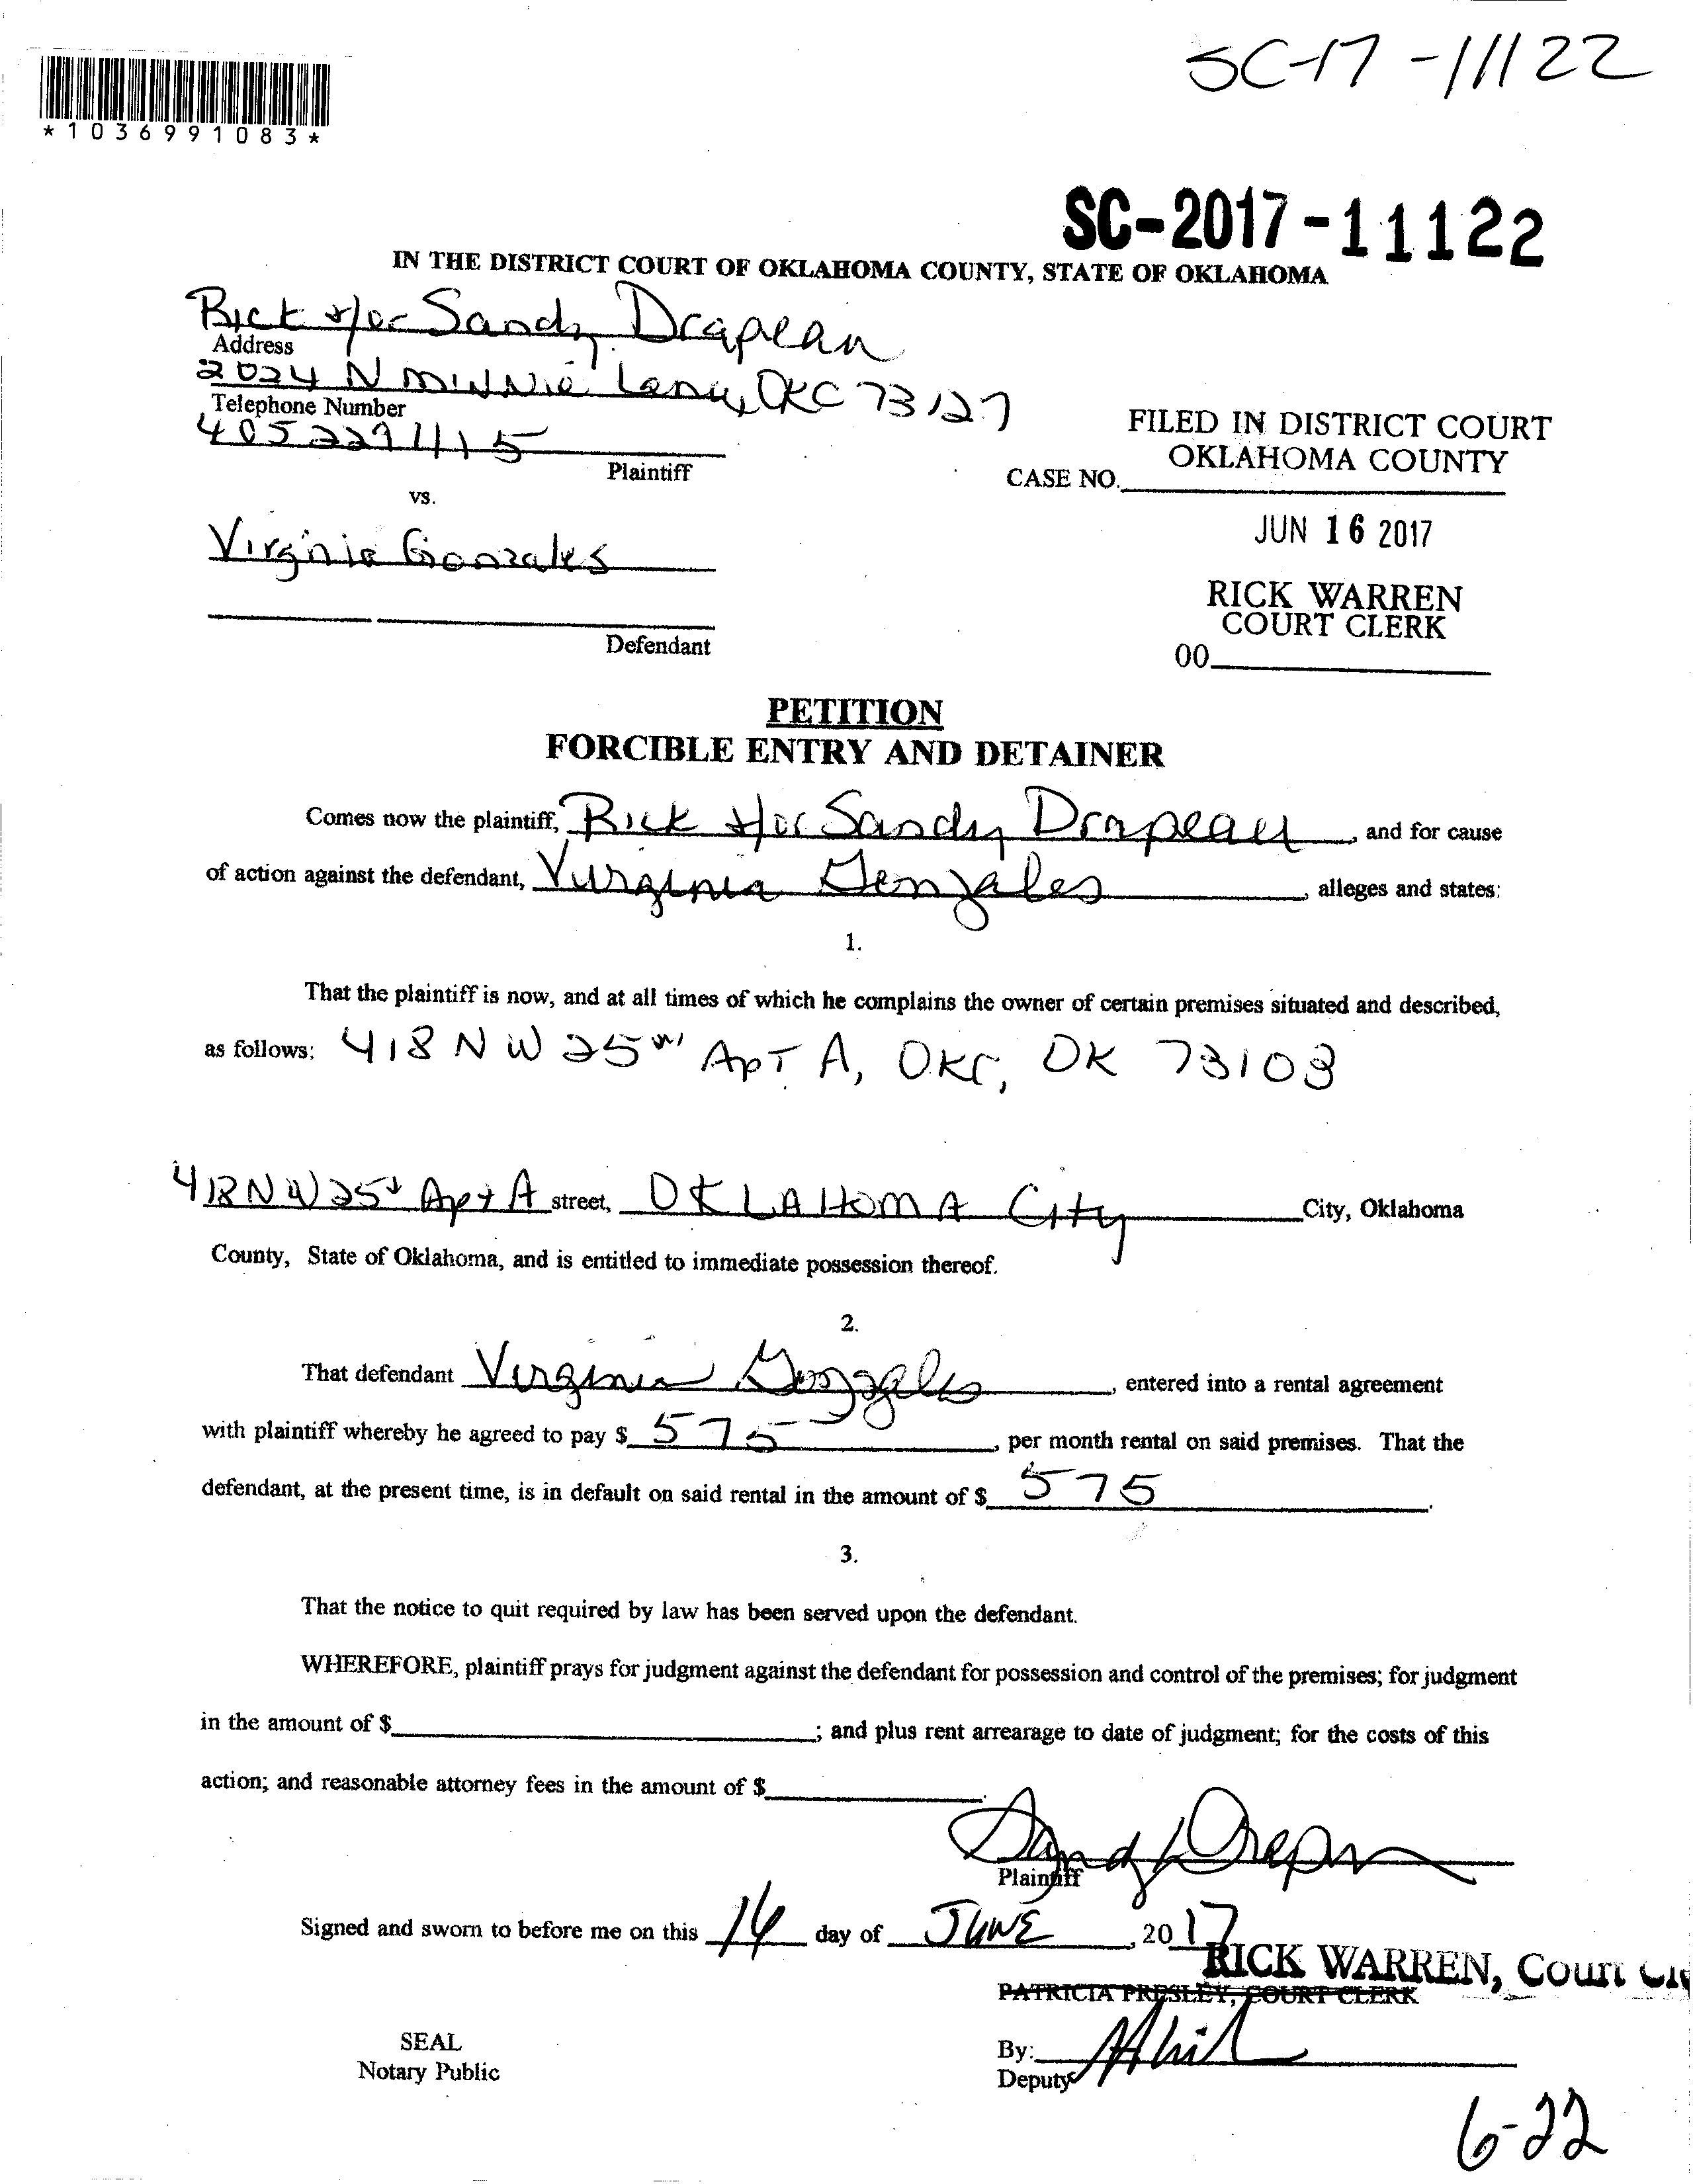 SC-17-11122
*1036991083*
SC-2017-11122
IN THE DISTRICT COURT OF OKLAHOMA COUNTY, STATE OF OKLAHOMA
Rick +/or Sandy Drapeau
Address
2024 N Minnie Lane, OKC 73127
Telephone Number
405 229 1115
Plaintiff
FILED IN DISTRICT COURT
OKLAHOMA COUNTY
CASE NO.
vs.
JUN 16 2017
Virginia Gonzales
RICK WARREN
COURT CLERK
Defendant
00
PETITION
FORCIBLE ENTRY AND DETAINER
Comes now the plaintiff, Rick +/or Sandy Drapeau, and for cause
of action against the defendant, Virginia Gonzales, alleges and states:
1.
That the plaintiff is now, and at all times of which he complains the owner of certain premises situated and described,
as follows: 418 NW 25 Apt A, OKC, OK 73103
418 NW 25 Apt A street, OKLAHOMA City City, Oklahoma
County, State of Oklahoma, and is entitled to immediate possession thereof.
2.
That defendant Virginia Gonzales, entered into a rental agreement
with plaintiff whereby he agreed to pay $ 575, per month rental on said premises. That the
defendant, at the present time, is in default on said rental in the amount of $ 575.
3.
That the notice to quit required by law has been served upon the defendant.
WHEREFORE, plaintiff prays for judgment against the defendant for possession and control of the premises; for judgment
in the amount of $ ; and plus rent arrearage to date of judgment; for the costs of this
action; and reasonable attorney fees in the amount of $ .
Plaintiff
Signed and sworn to before me on this 14 day of JUNE, 2017
RICK WARREN, Court
PATRICIA PRESLEY, COURT CLERK
SEAL
Notary Public
By:
Deputy
6-22